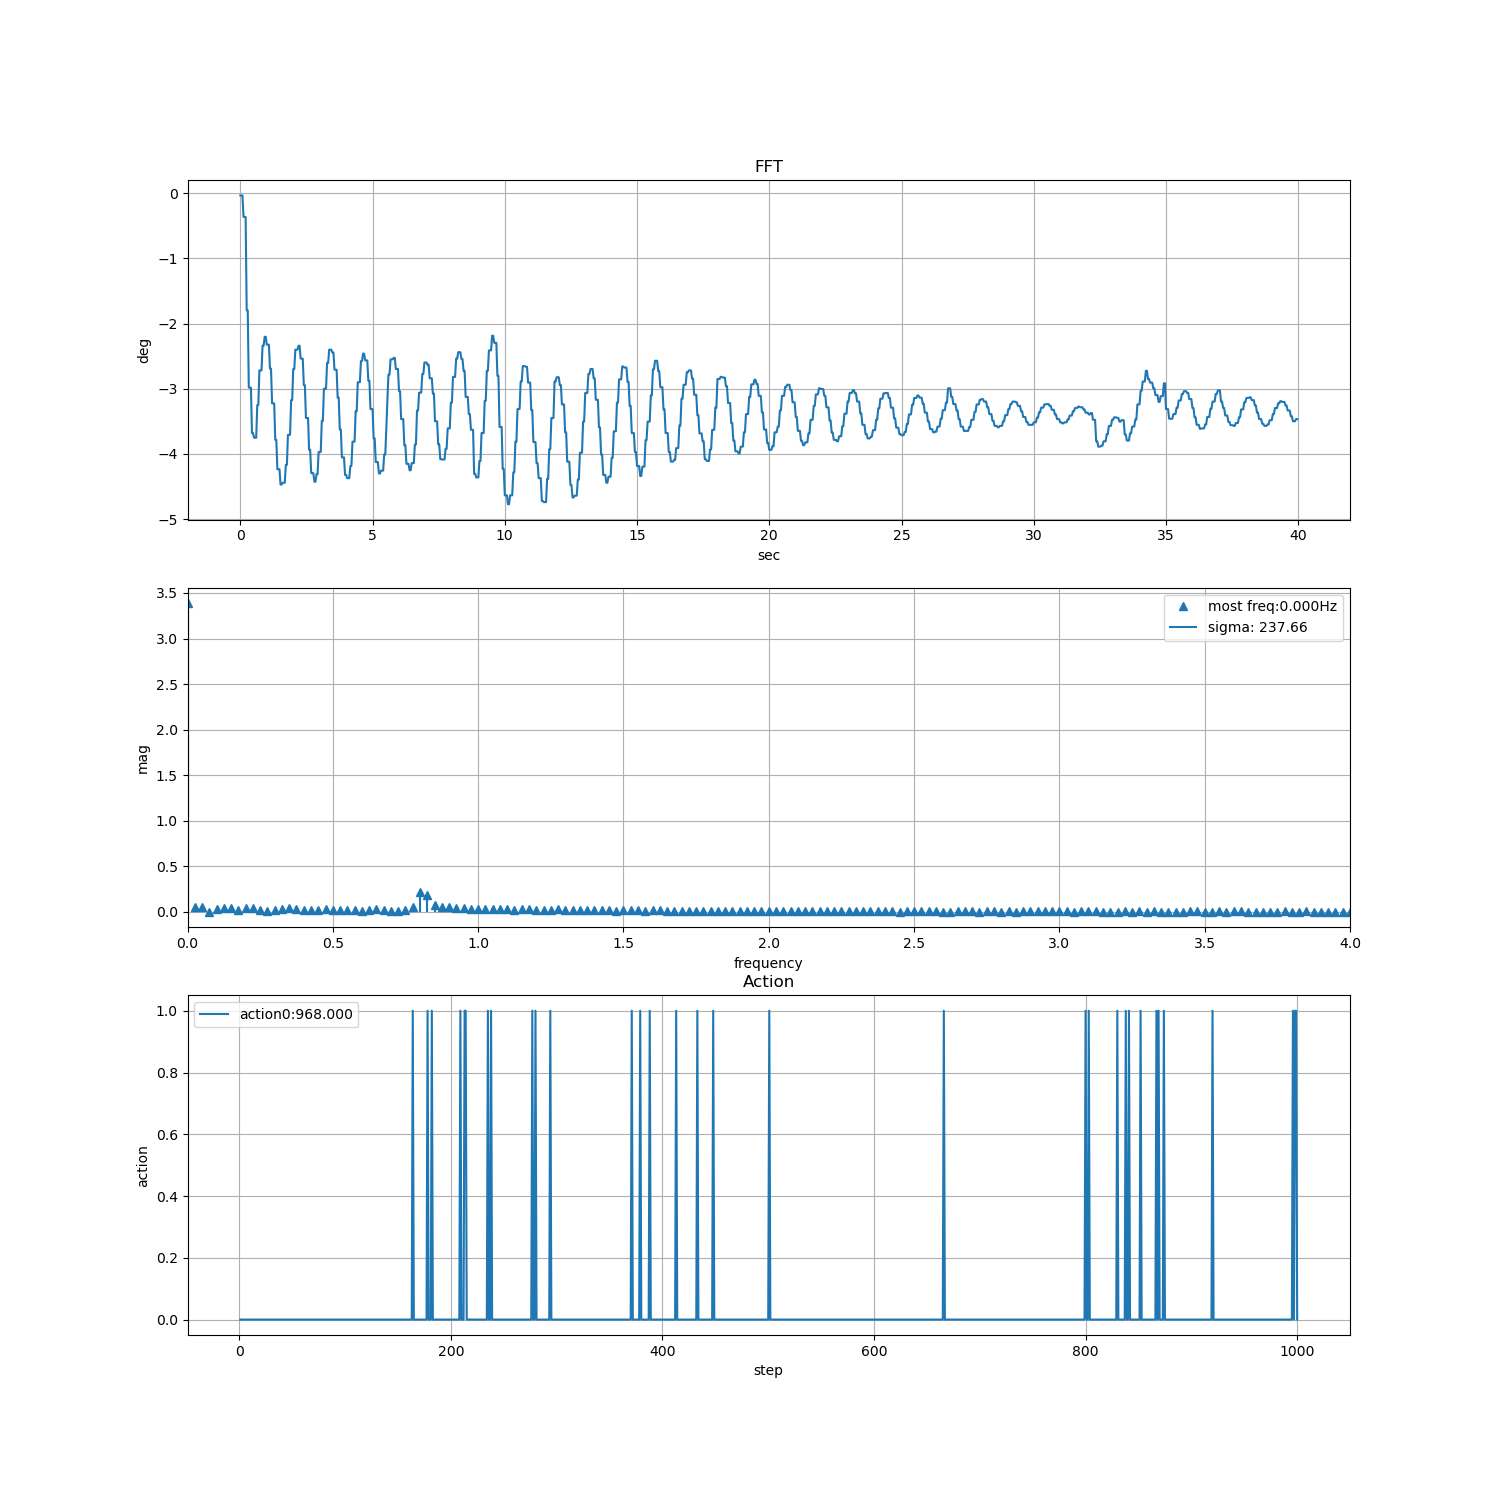 FFT
0
−1
−2
−3
−4
−5
deg
0 5 10 15 20 25 30 35 40
sec
3.5
3.0
2.5
2.0
1.5
1.0
0.5
0.0
mag
most freq:0.000Hz
sigma: 237.66
0.0 0.5 1.0 1.5 2.0 2.5 3.0 3.5 4.0
frequency
Action
1.0
0.8
0.6
0.4
0.2
0.0
action
action0:968.000
0 200 400 600 800 1000
step